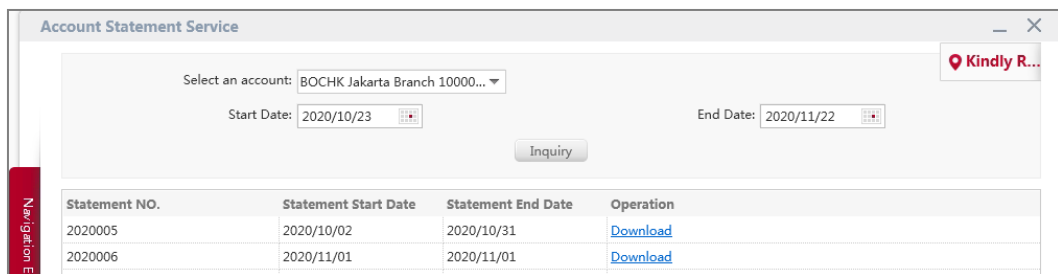 Account Statement Service
Kindly R...
Select an account: BOCHK Jakarta Branch 10000...
Start Date: 2020/10/23 End Date: 2020/11/22
Inquiry
Statement NO. Statement Start Date Statement End Date Operation
2020005 2020/10/02 2020/10/31 Download
2020006 2020/11/01 2020/11/01 Download
Navigation